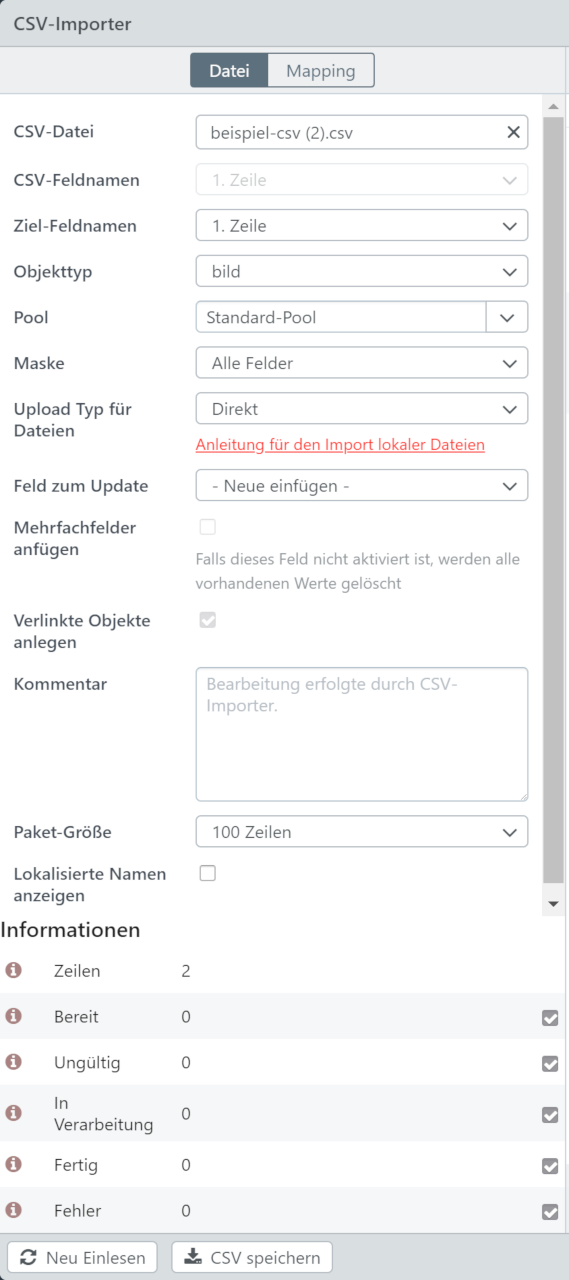 CSV-Importer
Datei Mapping
CSV-Datei beispiel-csv (2).csv
CSV-Feldnamen 1. Zeile
Ziel-Feldnamen 1. Zeile
Objekttyp bild
Pool Standard-Pool
Maske Alle Felder
Upload Typ für Dateien Direkt
Anleitung für den Import lokaler Dateien
Feld zum Update - Neue einfügen -
Mehrfachfelder
anfügen
Falls dieses Feld nicht aktiviert ist, werden alle
vorhandenen Werte gelöscht
Verlinkte Objekte
anlegen
Kommentar Bearbeitung erfolgte durch CSV-
Importer.
Paket-Größe 100 Zeilen
Lokalisierte Namen
anzeigen
Informationen
Zeilen 2
Bereit 0
Ungültig 0
In
Verarbeitung 0
Fertig 0
Fehler 0
Neu Einlesen CSV speichern